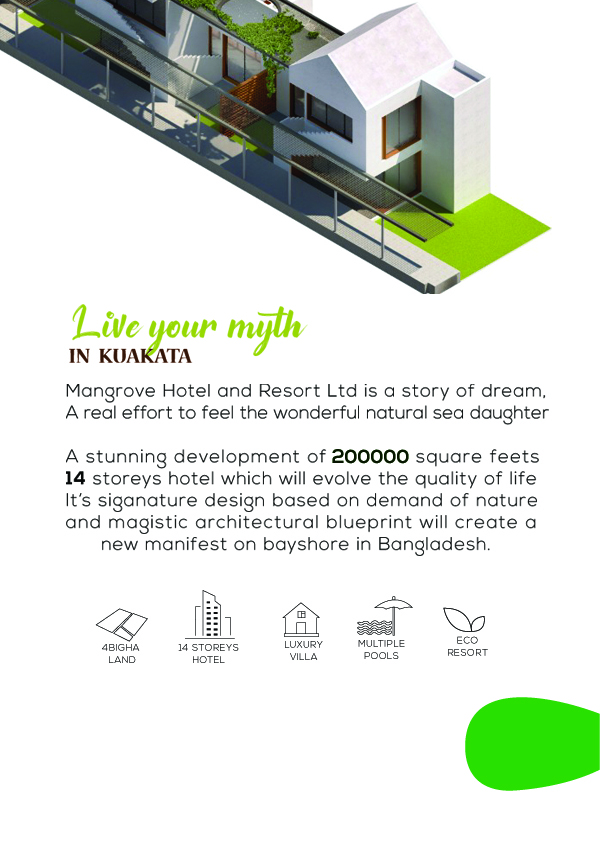 Live your myth
IN KUAKATA
Mangrove Hotel and Resort Ltd is a story of dream,
A real effort to feel the wonderful natural sea daughter
A stunning development of 200000 square feets
14 storeys hotel which will evolve the quality of life
It's siganature design based on demand of nature
and magistic architectural blueprint will create a
new manifest on bayshore in Bangladesh.
4BIGHA
LAND
14 STOREYS
HOTEL
LUXURY
VILLA
MULTIPLE
POOLS
ECO
RESORT